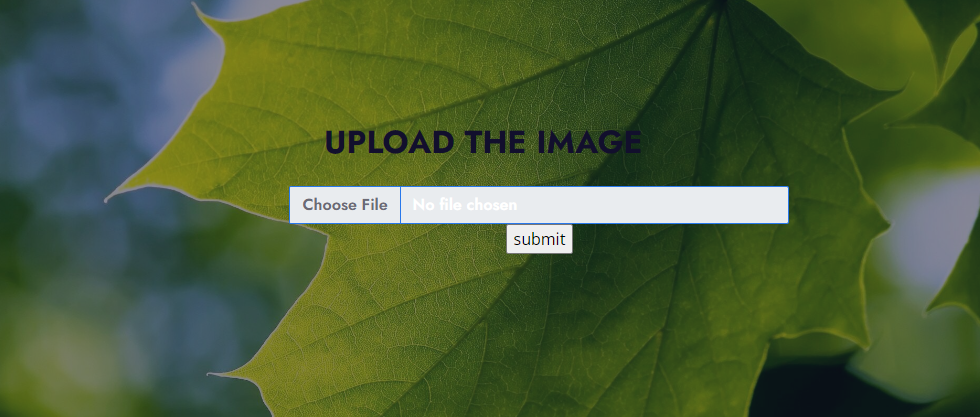 UPLOAD THE IMAGE
Choose File No file chosen
submit